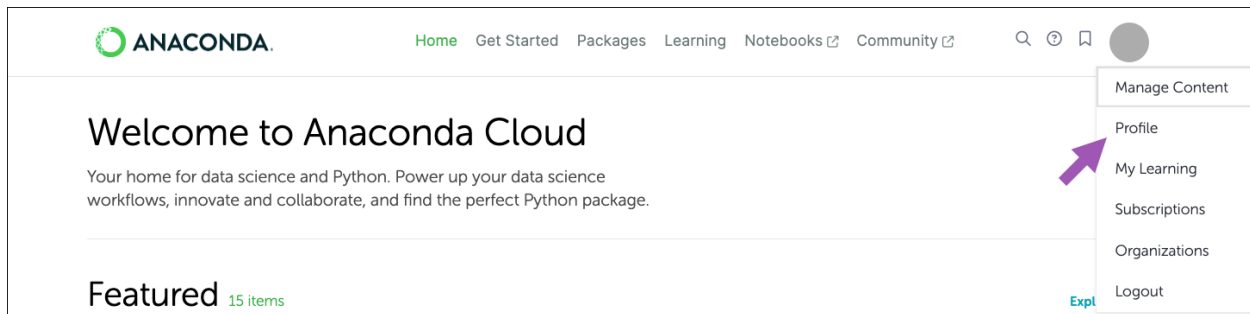 ANACONDA.
Home Get Started Packages Learning Notebooks Community
Manage Content
Profile
My Learning
Subscriptions
Organizations
Logout
Welcome to Anaconda Cloud
Your home for data science and Python. Power up your data science
workflows, innovate and collaborate, and find the perfect Python package.
Featured 15 items
Expl